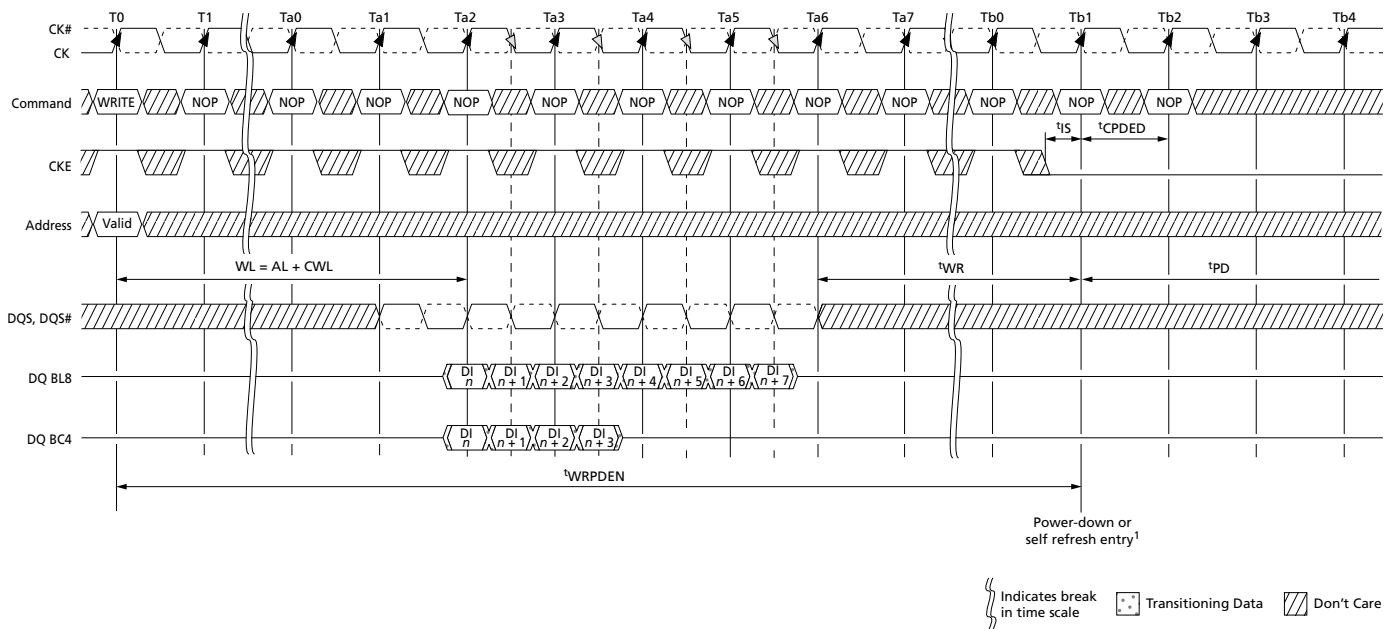 T0 T1 Ta0 Ta1 Ta2 Ta3 Ta4 Ta5 Ta6 Ta7 Tb0 Tb1 Tb2 Tb3 Tb4
CK#
CK
Command WRITE NOP NOP NOP NOP NOP NOP NOP NOP NOP NOP NOP NOP
tIS tCPDED
CKE
Address Valid
WL = AL + CWL tWR tPD
DQS, DQS#
DQ BL8 DI n DI n + 1 DI n + 2 DI n + 3 DI n + 4 DI n + 5 DI n + 6 DI n + 7
DQ BC4 DI n DI n + 1 DI n + 2 DI n + 3
tWRPDEN
Power-down or
self refresh entry1
Indicates break
in time scale
Transitioning Data
Don't Care